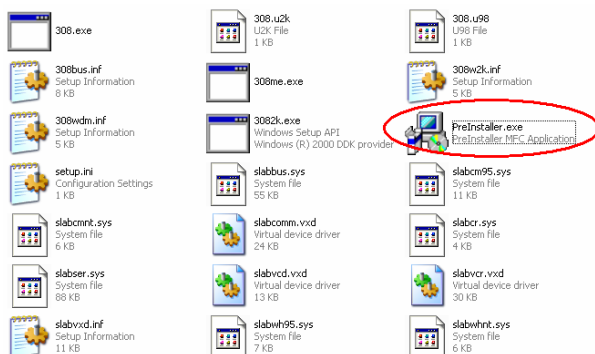 308.exe
308.u2k
U2K File
1 KB
308.u98
U98 File
1 KB
308bus.inf
Setup Information
8 KB
308me.exe
308w2k.inf
Setup Information
5 KB
308wdm.inf
Setup Information
5 KB
3082k.exe
Windows Setup API
Windows (R) 2000 DDK provider
PreInstaller.exe
PreInstaller MFC Application
setup.ini
Configuration Settings
1 KB
slabbus.sys
System file
55 KB
slabcm95.sys
System file
11 KB
slabcmnt.sys
System file
6 KB
slabcomm.vxd
Virtual device driver
24 KB
slabcr.sys
System file
4 KB
slabser.sys
System file
88 KB
slabvcd.vxd
Virtual device driver
13 KB
slabvcr.vxd
Virtual device driver
30 KB
slabvxd.inf
Setup Information
11 KB
slabwh95.sys
System file
7 KB
slabwhnt.sys
System file
6 KB